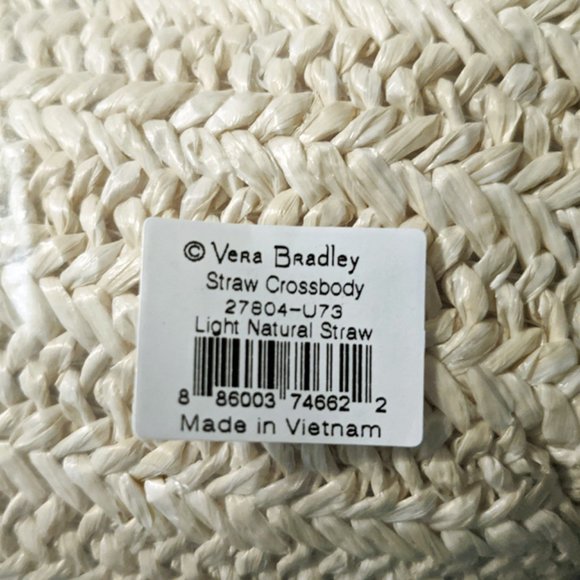 © Vera Bradley
Straw Crossbody
27804-U73
Light Natural Straw
8 86003 74662 2
Made in Vietnam